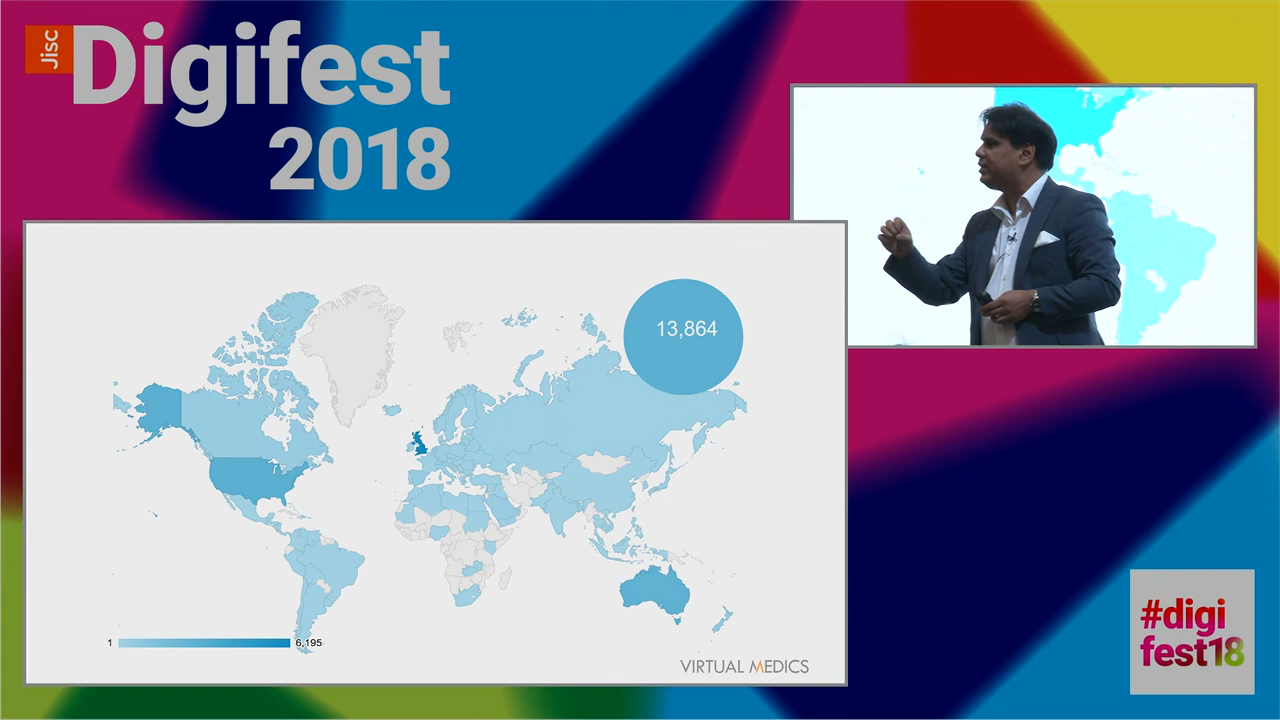 Jisc
Digifest
2018
13,864
1
6,195
VIRTUAL MEDICS
#digi
fest18